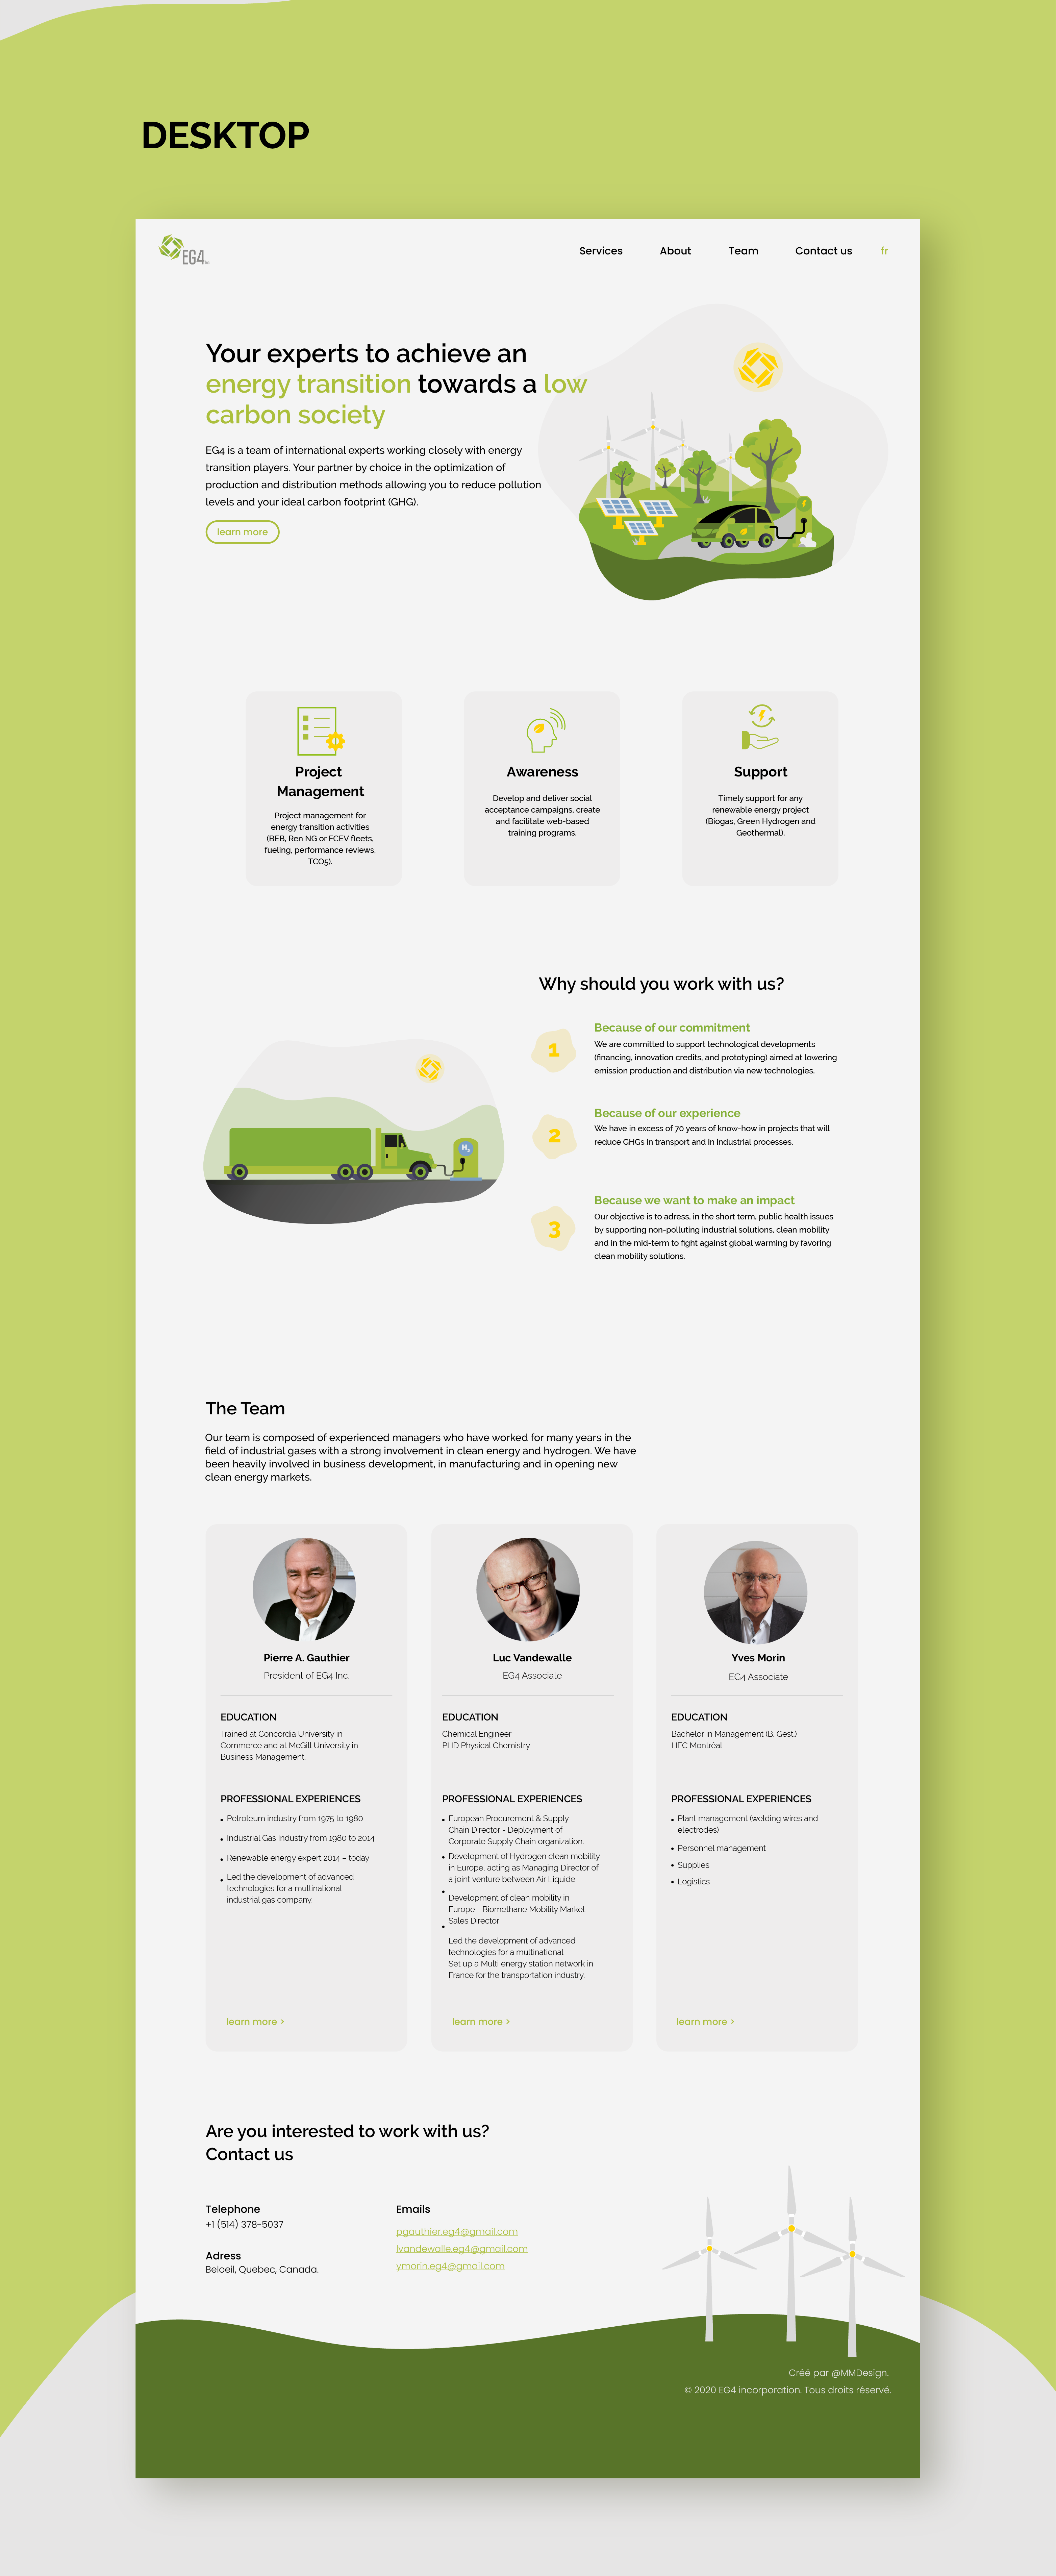 DESKTOP
EG4
Services About Team Contact us fr
Your experts to achieve an
energy transition towards a low
carbon society
EG4 is a team of international experts working closely with energy
transition players. Your partner by choice in the optimization of
production and distribution methods allowing you to reduce pollution
levels and your ideal carbon footprint (GHG).
learn more
Project
Management
Project management for
energy transition activities
(BEB, Ren NG or FCEV fleets,
fueling, performance reviews,
TCO5).
Awareness
Develop and deliver social
acceptance campaigns, create
and facilitate web-based
training programs.
Support
Timely support for any
renewable energy project
(Biogas, Green Hydrogen and
Geothermal).
Why should you work with us?
1
Because of our commitment
We are committed to support technological developments
(financing, innovation credits, and prototyping) aimed at lowering
emission production and distribution via new technologies.
2
Because of our experience
We have in excess of 70 years of know-how in projects that will
reduce GHGs in transport and in industrial processes.
3
Because we want to make an impact
Our objective is to adress, in the short term, public health issues
by supporting non-polluting industrial solutions, clean mobility
and in the mid-term to fight against global warming by favoring
clean mobility solutions.
H2
The Team
Our team is composed of experienced managers who have worked for many years in the
field of industrial gases with a strong involvement in clean energy and hydrogen. We have
been heavily involved in business development, in manufacturing and in opening new
clean energy markets.
Pierre A. Gauthier
President of EG4 Inc.
EDUCATION
Trained at Concordia University in
Commerce and at McGill University in
Business Management.
PROFESSIONAL EXPERIENCES
• Petroleum industry from 1975 to 1980
• Industrial Gas Industry from 1980 to 2014
• Renewable energy expert 2014 – today
• Led the development of advanced
technologies for a multinational
industrial gas company.
learn more >
Luc Vandewalle
EG4 Associate
EDUCATION
Chemical Engineer
PHD Physical Chemistry
PROFESSIONAL EXPERIENCES
• European Procurement & Supply
Chain Director - Deployment of
Corporate Supply Chain organization.
• Development of Hydrogen clean mobility
in Europe, acting as Managing Director of
a joint venture between Air Liquide
• Development of clean mobility in
Europe - Biomethane Mobility Market
Sales Director
• Led the development of advanced
technologies for a multinational
Set up a Multi energy station network in
France for the transportation industry.
learn more >
Yves Morin
EG4 Associate
EDUCATION
Bachelor in Management (B. Gest.)
HEC Montréal
PROFESSIONAL EXPERIENCES
• Plant management (welding wires and
electrodes)
• Personnel management
• Supplies
• Logistics
learn more >
Are you interested to work with us?
Contact us
Telephone
+1 (514) 378-5037
Adress
Beloeil, Quebec, Canada.
Emails
pgauthier.eg4@gmail.com
lvandewalle.eg4@gmail.com
ymorin.eg4@gmail.com
Créé par @MMDesign.
© 2020 EG4 incorporation. Tous droits réservé.